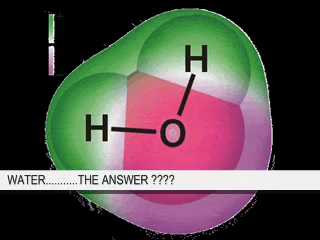 H
H
O
WATER...........THE ANSWER ????